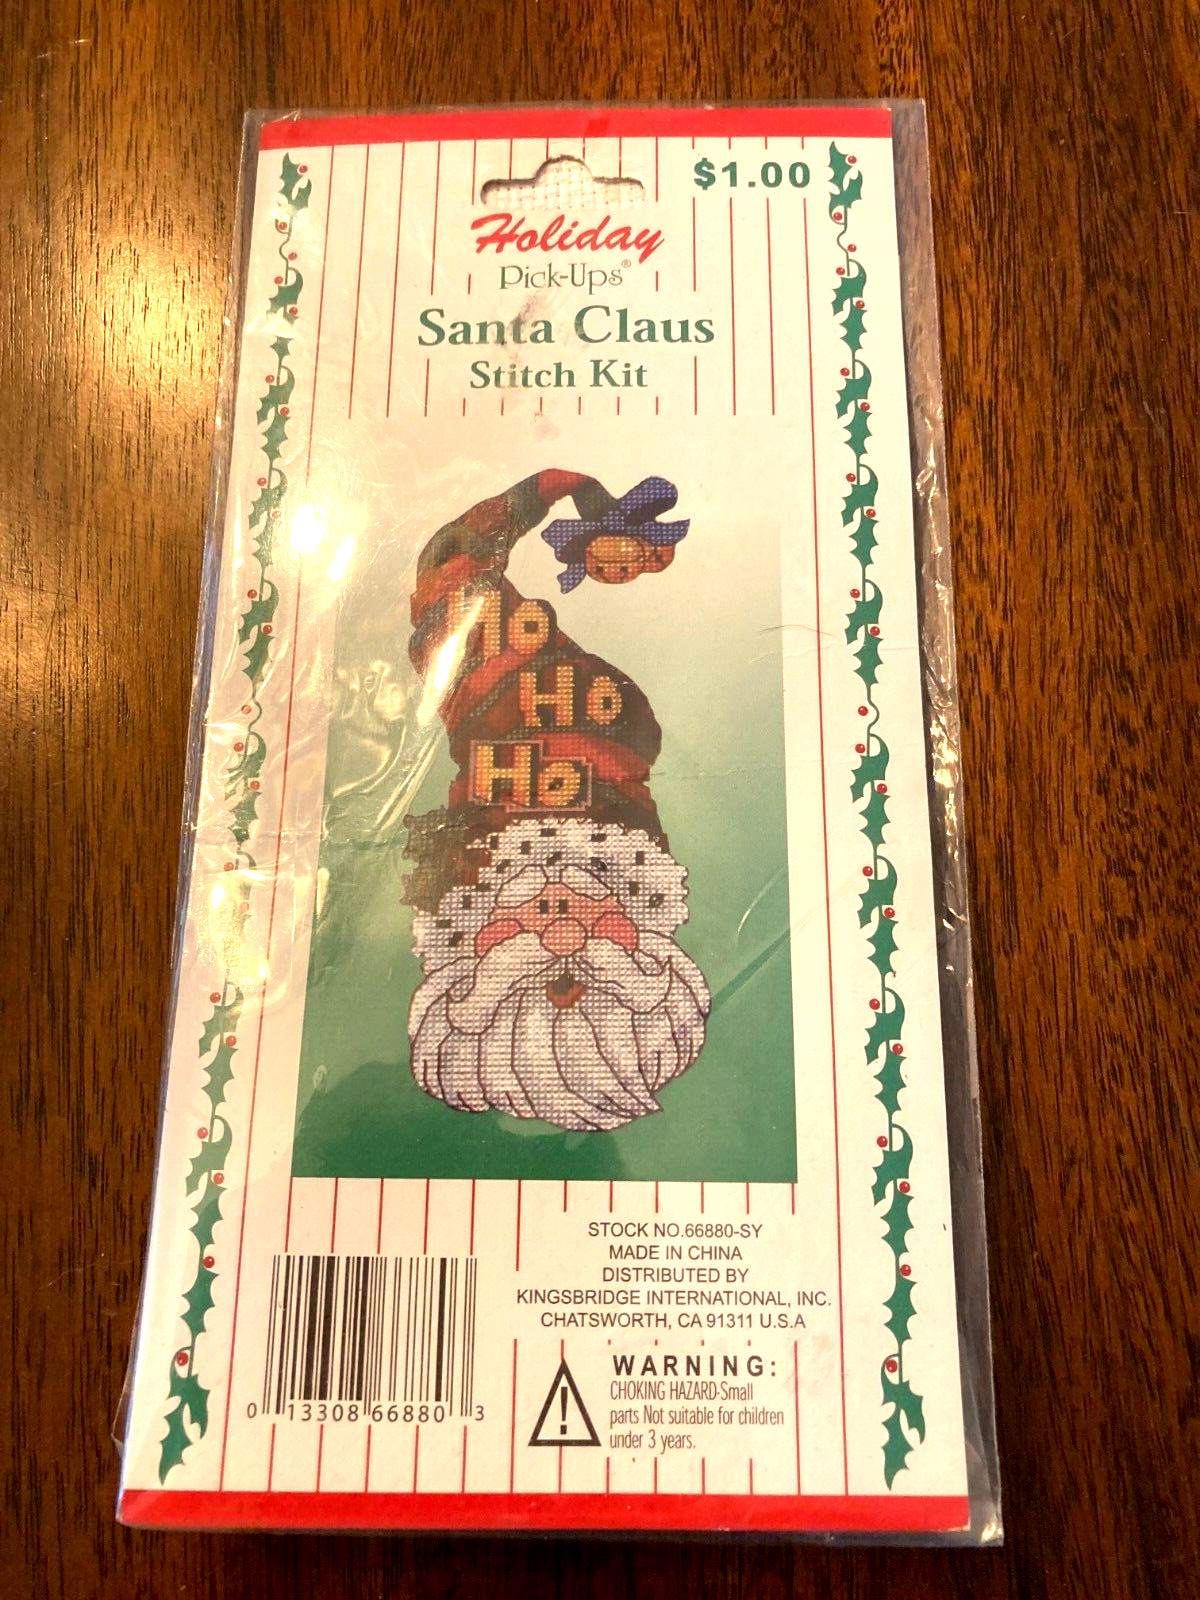 $1.00
Holiday
Pick-Ups®
Santa Claus
Stitch Kit
Ho
Ho
Ho
STOCK NO.66880-SY
MADE IN CHINA
DISTRIBUTED BY
KINGSBRIDGE INTERNATIONAL, INC.
CHATSWORTH, CA 91311 U.S.A
WARNING:
CHOKING HAZARD-Small
parts Not suitable for children
under 3 years.
0 13308 66880 3